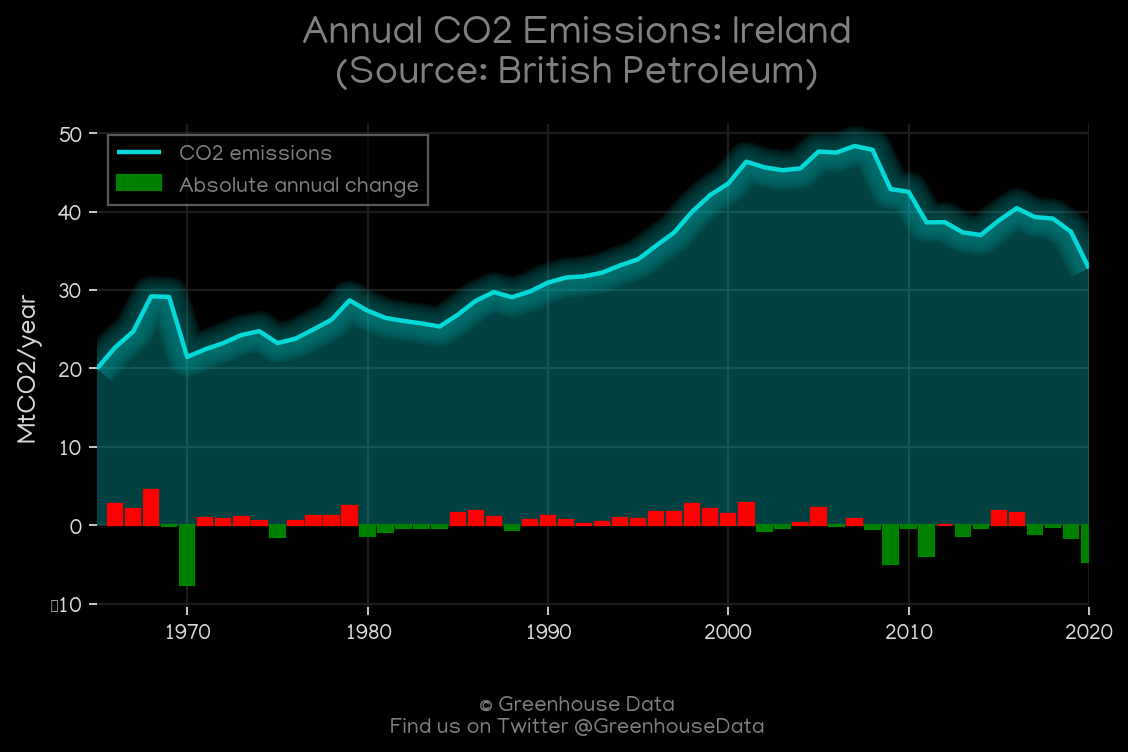 Annual CO2 Emissions: Ireland
(Source: British Petroleum)
CO2 emissions
Absolute annual change
MtCO2/year
50
40
30
20
10
0
▯10
1970 1980 1990 2000 2010 2020
© Greenhouse Data
Find us on Twitter @GreenhouseData